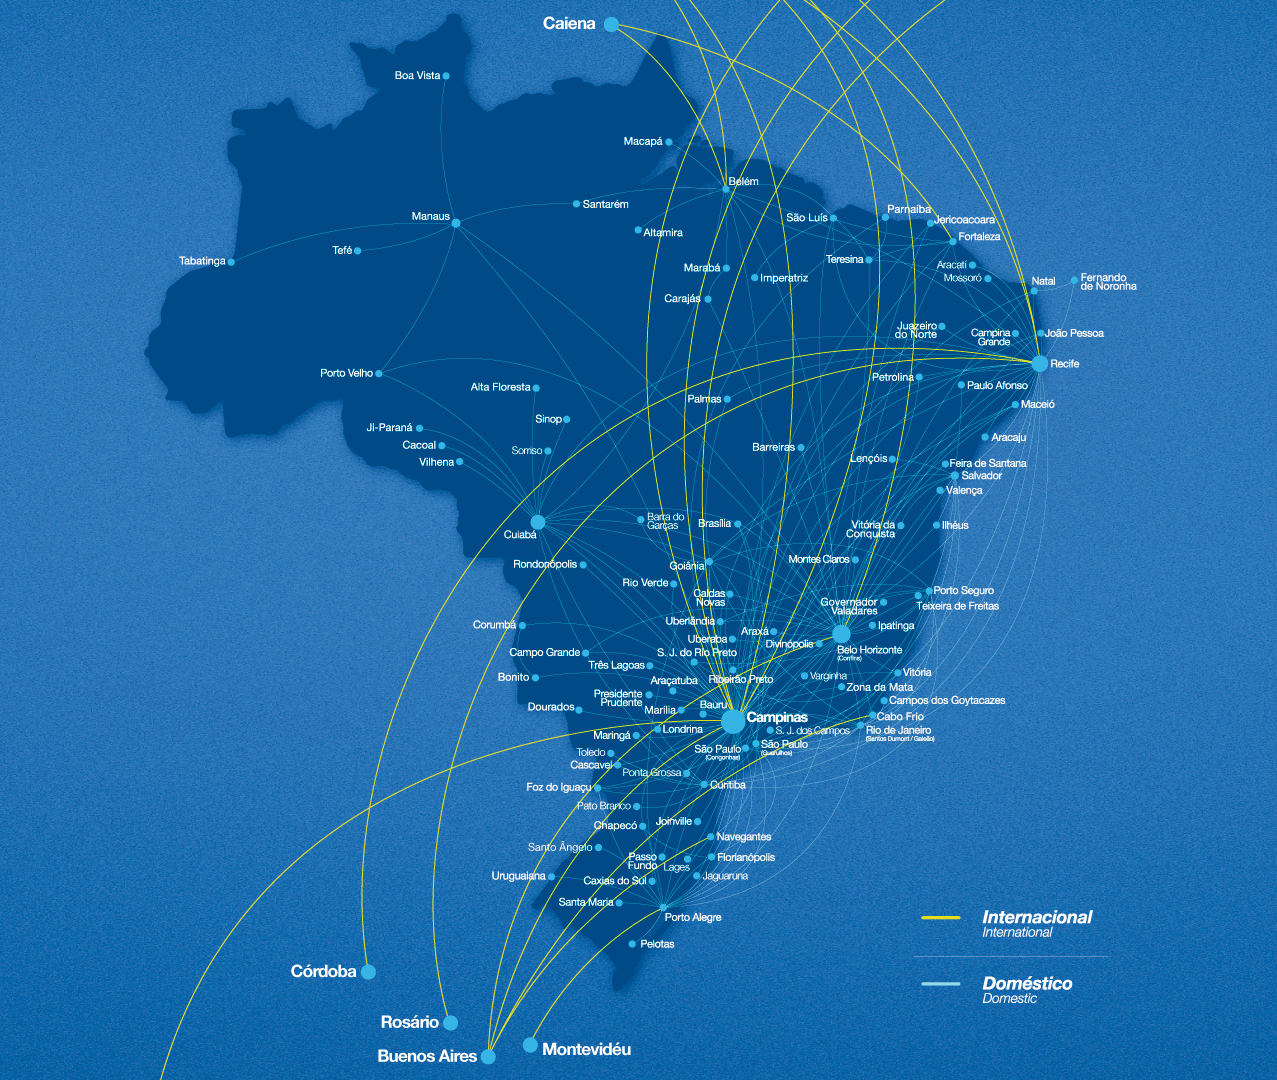 Caiena
Boa Vista
Macapá
Belém
Santarém
Manaus
São Luís
Parnaíba
Jericoacoara
Altamira
Fortaleza
Tefé
Tabatinga
Teresina
Aracati
Marabá
Imperatriz
Mossoró
Natal
Fernando
de Noronha
Carajás
Juazeiro
do Norte
Campina
Grande
João Pessoa
Recife
Porto Velho
Petrolina
Alta Floresta
Paulo Afonso
Palmas
Maceió
Sinop
Ji-Paraná
Aracaju
Cacoal
Sorriso
Barreiras
Vilhena
Lençóis
Feira de Santana
Salvador
Valença
Barra do
Garças
Brasília
Vitória da
Conquista
Ilhéus
Cuiabá
Montes Claros
Rondonópolis
Goiânia
Rio Verde
Caldas
Novas
Porto Seguro
Governador
Valadares
Teixeira de Freitas
Corumbá
Uberlândia
Araxá
Ipatinga
Uberaba
Divinópolis
Belo Horizonte
(Confins)
Campo Grande
S. J. do Rio Preto
Três Lagoas
Bonito
Araçatuba
Ribeirão Preto
Varginha
Vitória
Zona da Mata
Presidente
Prudente
Campos dos Goytacazes
Dourados
Marília
Bauru
Campinas
Cabo Frio
Londrina
S. J. dos Campos
Rio de Janeiro
(Santos Dumont / Galeão)
Maringá
São Paulo
(Congonhas)
São Paulo
(Guarulhos)
Toledo
Cascavel
Ponta Grossa
Foz do Iguaçu
Curitiba
Pato Branco
Chapecó
Joinville
Navegantes
Santo Ângelo
Passo
Fundo
Lages
Florianópolis
Uruguaiana
Caxias do Sul
Jaguaruna
Santa Maria
Porto Alegre
Pelotas
Internacional
International
Doméstico
Domestic
Córdoba
Rosário
Buenos Aires
Montevidéu